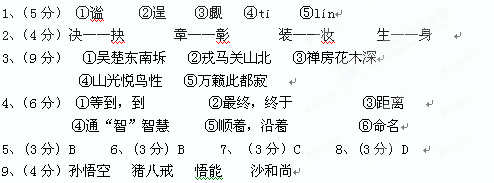 1、（5分） ①谧 ②逞 ③觑 ④tí ⑤lín
2、（4分） 决——抉 章——彰 装——妆 生——身
3、（9分） ①吴楚东南坼 ②戎马关山北 ③禅房花木深
④山光悦鸟性 ⑤万籁此都寂
4、（6分） ①等到，到 ②最终，终于 ③距离
④通“智”智慧 ⑤顺着，沿着 ⑥命名
5、（3分）B 6、（3分）B 7、（3分）C 8、（3分）D
9、（4分）孙悟空 猪八戒 悟能 沙和尚